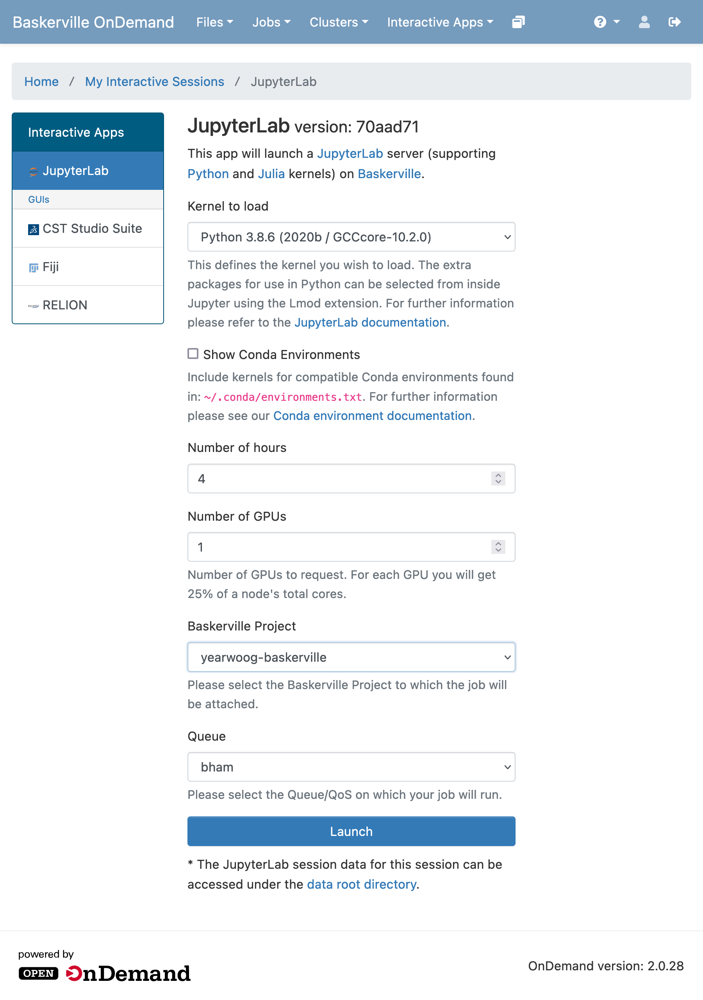 Baskerville OnDemand Files Jobs Clusters Interactive Apps
Home / My Interactive Sessions / JupyterLab
Interactive Apps
JupyterLab
GUIs
CST Studio Suite
Fiji
RELION
JupyterLab version: 70aad71
This app will launch a JupyterLab server (supporting
Python and Julia kernels) on Baskerville.
Kernel to load
Python 3.8.6 (2020b / GCCcore-10.2.0)
This defines the kernel you wish to load. The extra
packages for use in Python can be selected from inside
Jupyter using the Lmod extension. For further information
please refer to the JupyterLab documentation.
Show Conda Environments
Include kernels for compatible Conda environments found
in: ~/.conda/environments.txt. For further information
please see our Conda environment documentation.
Number of hours
4
Number of GPUs
1
Number of GPUs to request. For each GPU you will get
25% of a node's total cores.
Baskerville Project
yearwoog-baskerville
Please select the Baskerville Project to which the job will
be attached.
Queue
bham
Please select the Queue/QoS on which your job will run.
Launch
* The JupyterLab session data for this session can be
accessed under the data root directory.
powered by
OPEN OnDemand
OnDemand version: 2.0.28